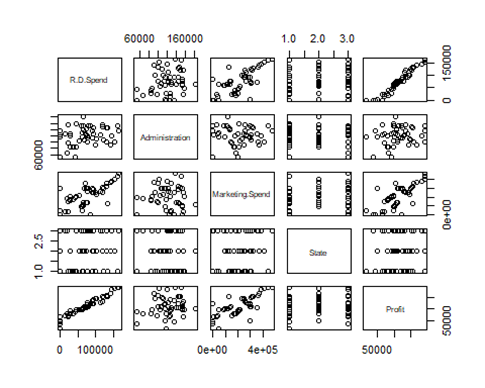 60000 160000 1.0 2.0 3.0
R.D.Spend
0 150000
60000
Administration
Marketing.Spend
0e+00
1.0 2.5
State
Profit
50000
0 100000 0e+00 4e+05 50000